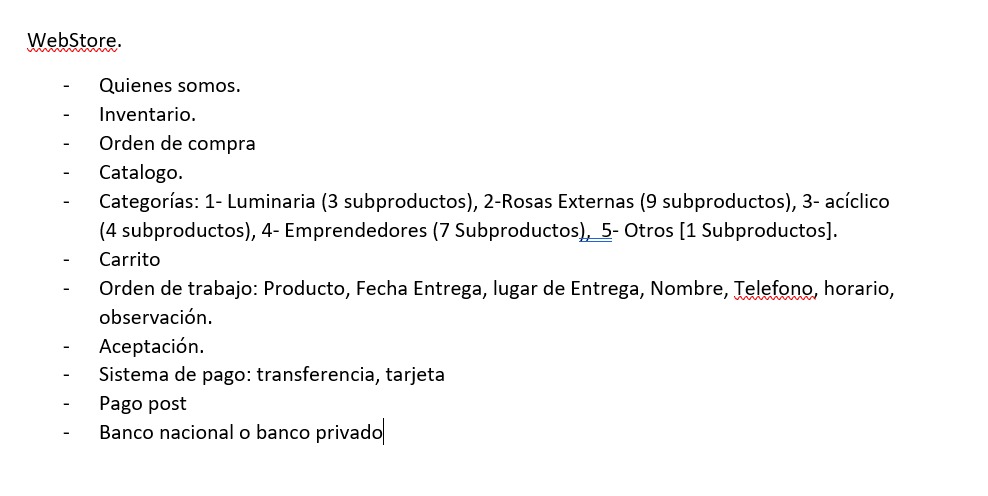 WebStore.
- Quienes somos.
- Inventario.
- Orden de compra
- Catalogo.
- Categorías: 1- Luminaria (3 subproductos), 2-Rosas Externas (9 subproductos), 3- acíclico
(4 subproductos), 4- Emprendedores (7 Subproductos),  5- Otros [1 Subproductos].
- Carrito
- Orden de trabajo: Producto, Fecha Entrega, lugar de Entrega, Nombre, Telefono, horario,
observación.
- Aceptación.
- Sistema de pago: transferencia, tarjeta
- Pago post
- Banco nacional o banco privado